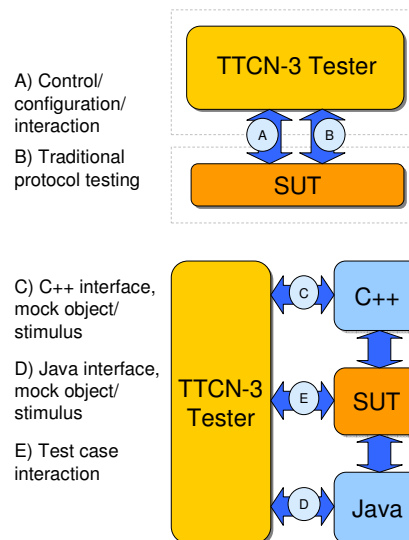 TTCN-3 Tester
A) Control/
configuration/
interaction
A
B
B) Traditional
protocol testing
SUT
C) C++ interface,
mock object/
stimulus
C
C++
D) Java interface,
mock object/
stimulus
TTCN-3
Tester
E
SUT
E) Test case
interaction
D
Java